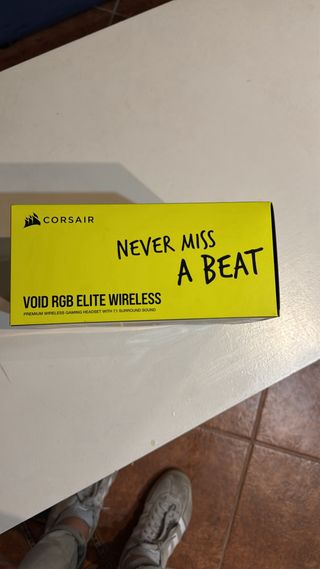 CORSAIR
NEVER MISS
A BEAT
VOID RGB ELITE WIRELESS
PREMIUM WIRELESS GAMING HEADSET WITH 7.1 SURROUND SOUND